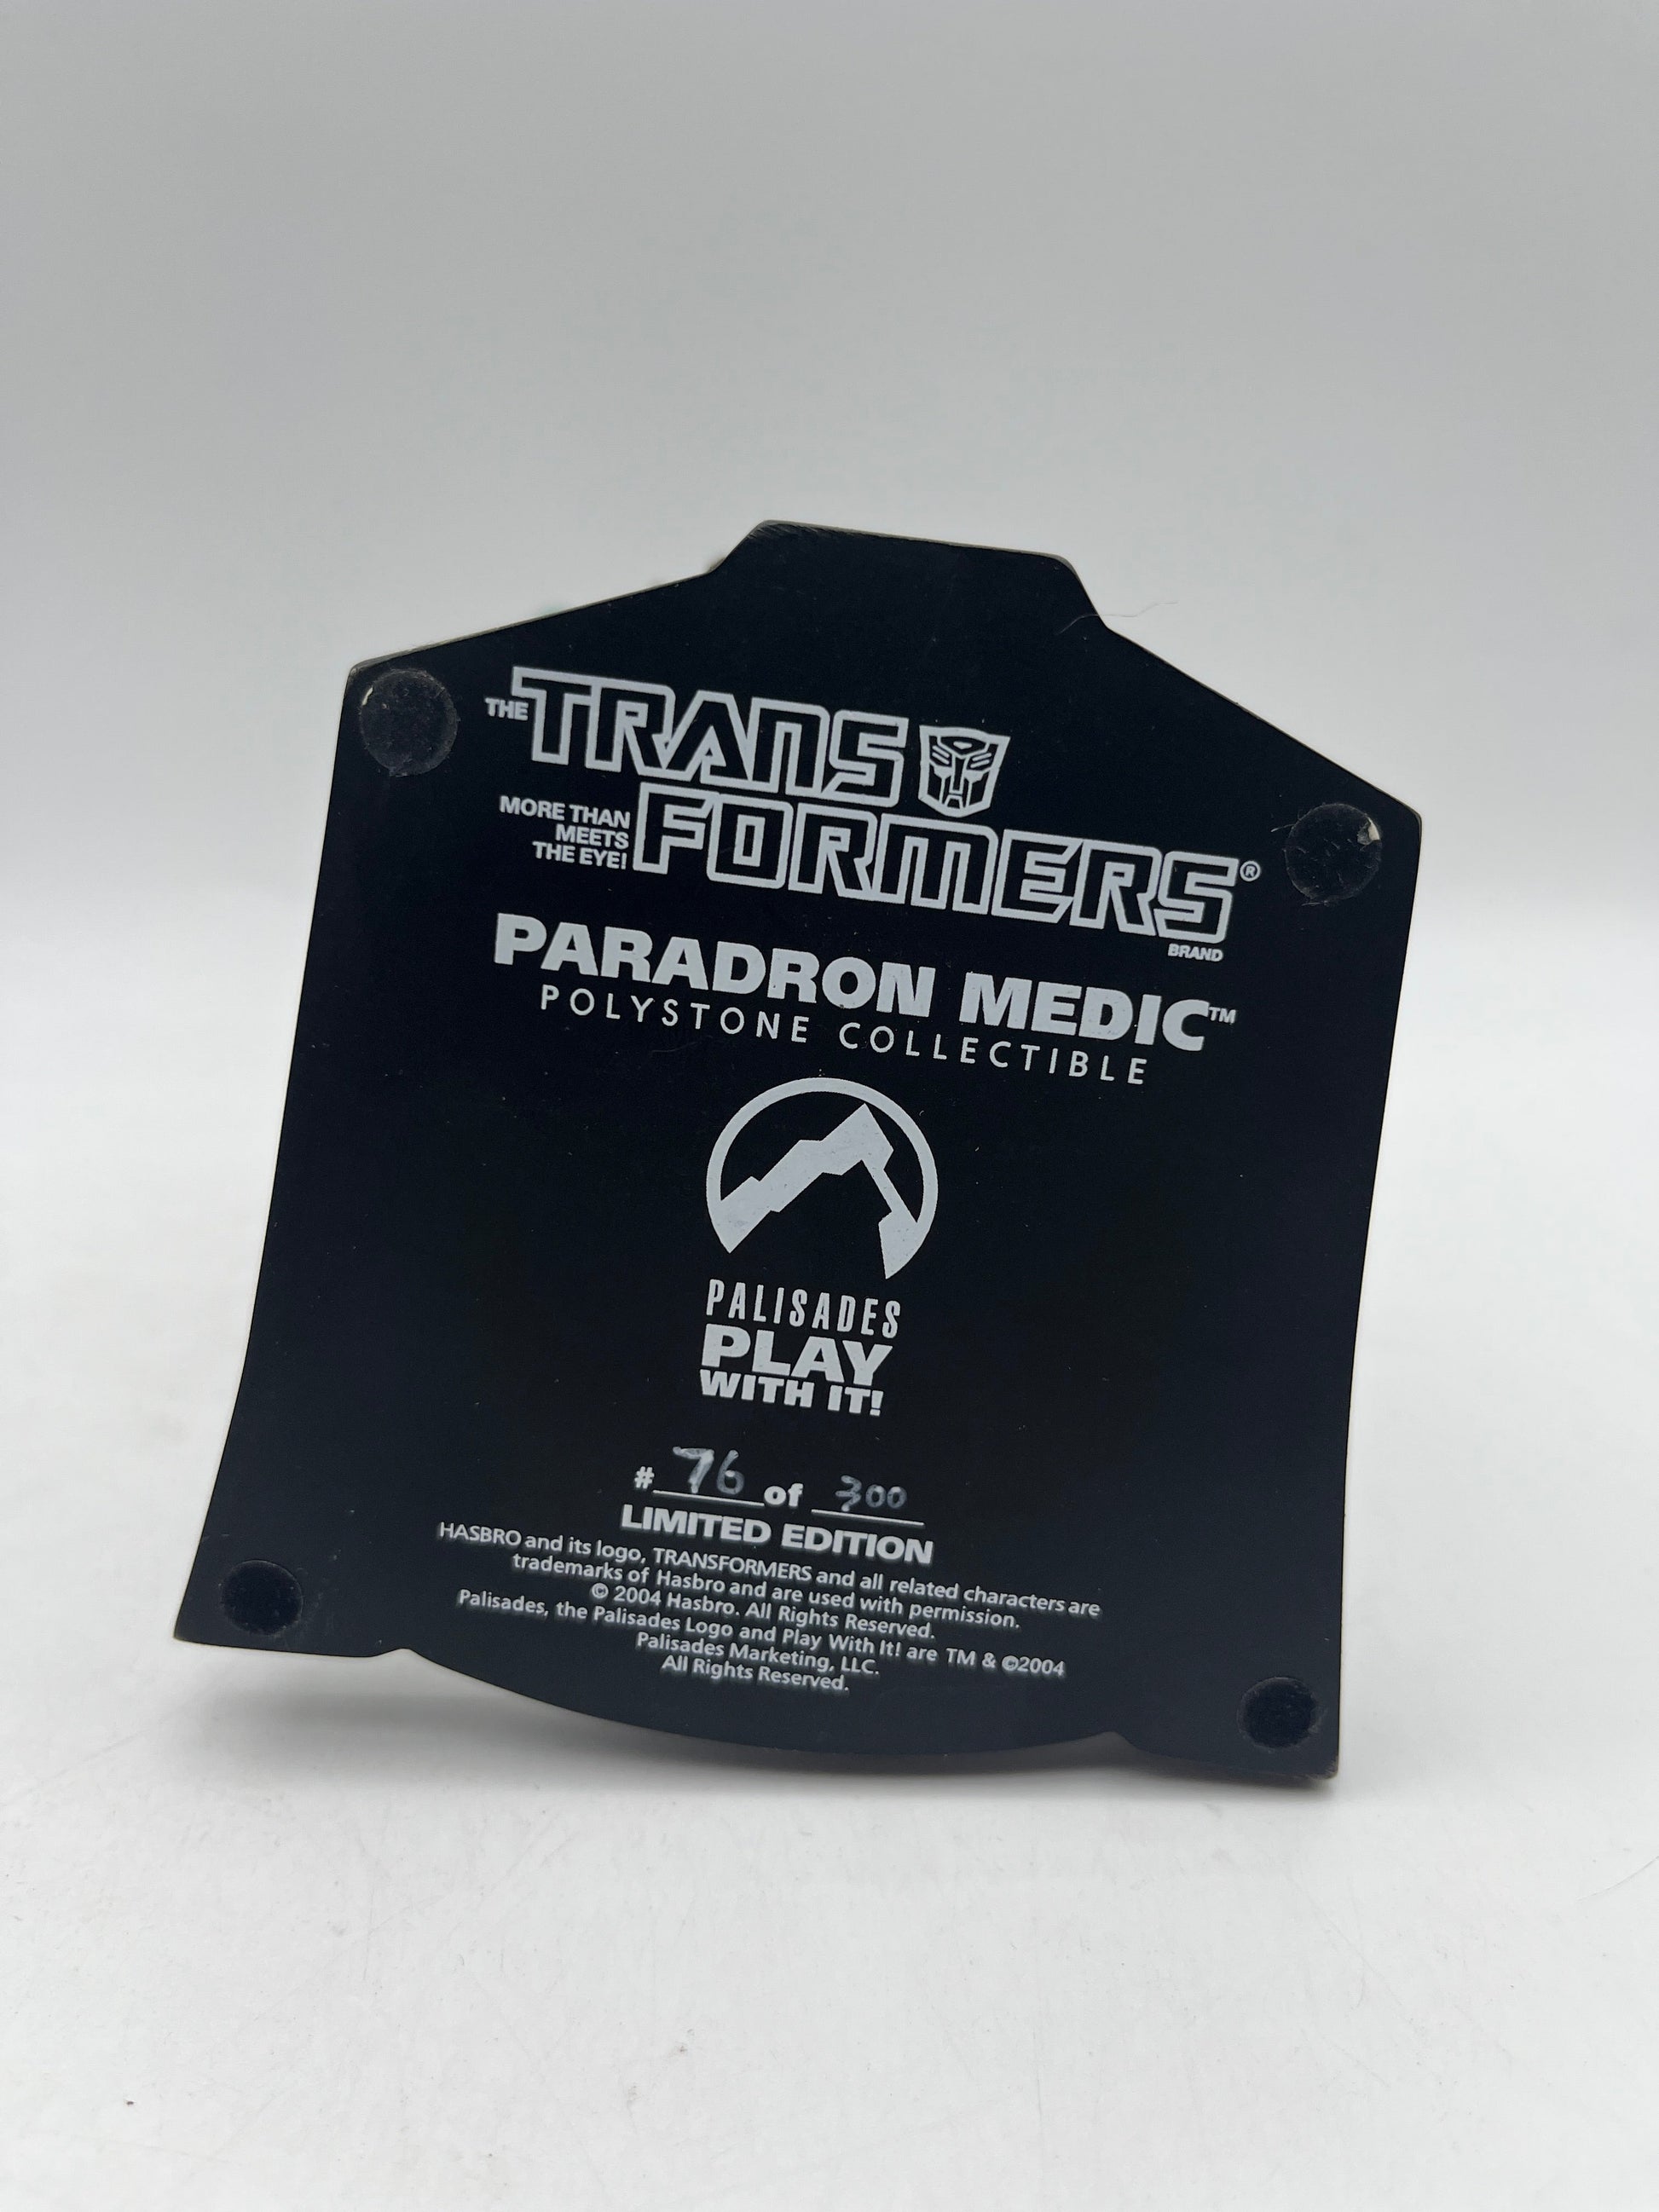 THE TRANS
MORE THAN
MEETS
THE EYE!
FORMERS®
BRAND
PARADRON MEDIC™
POLYSTONE COLLECTIBLE
PALISADES
PLAY
WITH IT!
# 76 of 300
LIMITED EDITION
HASBRO and its logo, TRANSFORMERS and all related characters are
trademarks of Hasbro and are used with permission.
© 2004 Hasbro. All Rights Reserved.
Palisades, the Palisades Logo and Play With It! are TM & ©2004
Palisades Marketing, LLC.
All Rights Reserved.